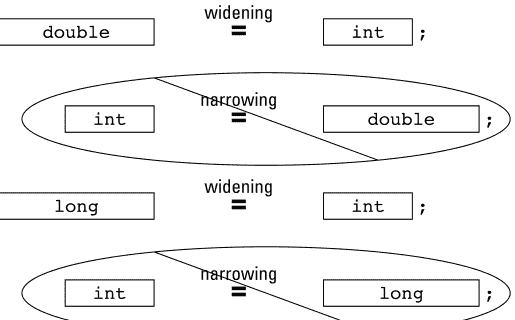 widening
double = int ;
narrowing
int = double ;
widening
long = int ;
narrowing
int = long ;